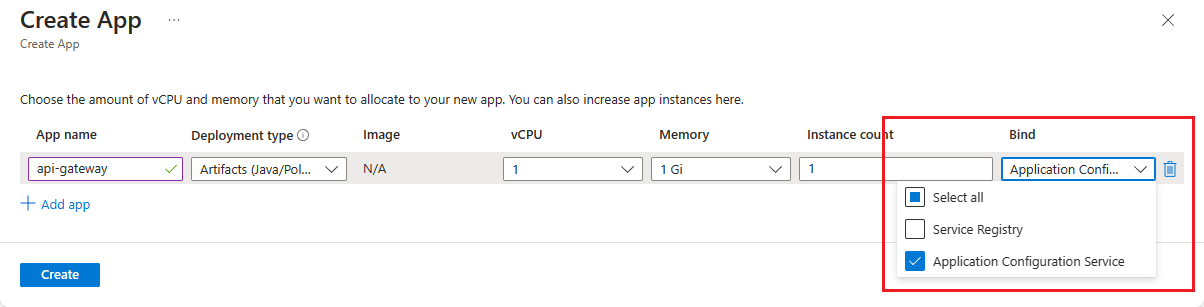 Create App ...
Create App
Choose the amount of vCPU and memory that you want to allocate to your new app. You can also increase app instances here.
App name Deployment type Image vCPU Memory Instance count Bind
api-gateway Artifacts (Java/Pol... N/A 1 1 Gi 1 Application Confi...
+ Add app
Select all
Service Registry
Application Configuration Service
Create